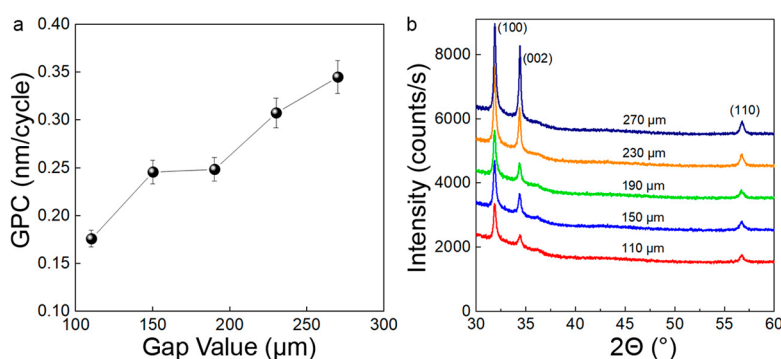 a
0.40
0.35
0.30
0.25
0.20
0.15
0.10
GPC (nm/cycle)
100
150
200
250
300
Gap Value (µm)
b
8000
6000
4000
2000
0
Intensity (counts/s)
(100)
(002)
(110)
270 µm
230 µm
190 µm
150 µm
110 µm
30
35
40
45
50
55
60
2Θ (°)